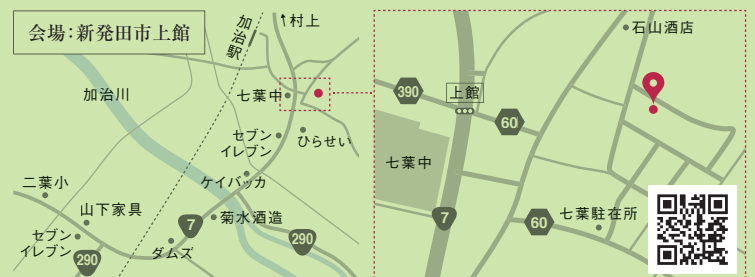 会場：新発田市上館
加治駅
↑村上
加治川
七葉中
セブン
イレブン
ひらせい
ケイバッカ
二葉小
山下家具
セブン
イレブン
290
ダムズ
7
菊水酒造
290
石山酒店
390
上館
60
七葉中
7
60
七葉駐在所